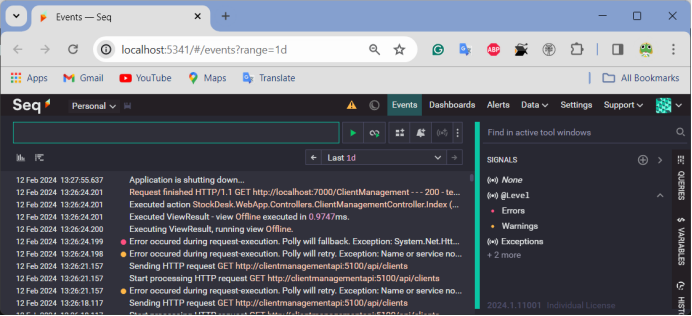 Events — Seq
localhost:5341/#/events?range=1d
ABP
Apps Gmail YouTube Maps Translate All Bookmarks
Seq Personal Events Dashboards Alerts Data Settings Support
Find in active tool windows
Last 1d
SIGNALS
None
@Level
Errors
Warnings
Exceptions
+ 2 more
QUERIES
$ VARIABLES
12 Feb 2024 13:27:55.637 Application is shutting down...
12 Feb 2024 13:26:24.201 Request finished HTTP/1.1 GET http://localhost:7000/ClientManagement - - - 200 - te...
12 Feb 2024 13:26:24.201 Executed action StockDesk.WebApp.Controllers.ClientManagementController.Index (...
12 Feb 2024 13:26:24.201 Executed ViewResult - view Offline executed in 0.9747ms.
12 Feb 2024 13:26:24.201 Executing ViewResult, running view Offline.
12 Feb 2024 13:26:24.199 Error occured during request-execution. Polly will fallback. Exception: System.Net.Htt...
12 Feb 2024 13:26:24.198 Error occured during request-execution. Polly will retry. Exception: Name or service no...
12 Feb 2024 13:26:21.157 Sending HTTP request GET http://clientmanagementapi:5100/api/clients
12 Feb 2024 13:26:21.157 Start processing HTTP request GET http://clientmanagementapi:5100/api/clients
12 Feb 2024 13:26:21.157 Error occured during request-execution. Polly will retry. Exception: Name or service no...
12 Feb 2024 13:26:18.117 Sending HTTP request GET http://clientmanagementapi:5100/api/clients
2024.1.11001 Individual License